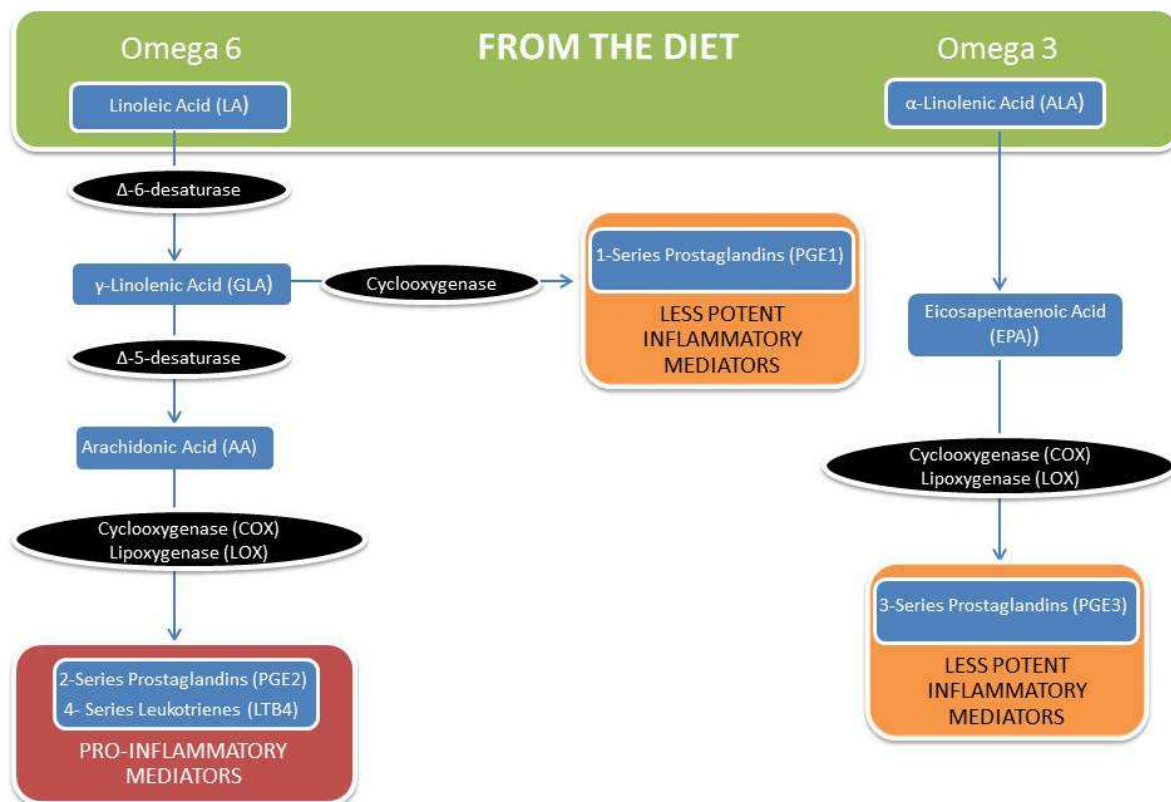 Omega 6
FROM THE DIET
Omega 3
Linoleic Acid (LA)
α-Linolenic Acid (ALA)
Δ-6-desaturase
γ-Linolenic Acid (GLA)
Cyclooxygenase
1-Series Prostaglandins (PGE1)
LESS POTENT
INFLAMMATORY
MEDIATORS
Eicosapentaenoic Acid
(EPA))
Δ-5-desaturase
Arachidonic Acid (AA)
Cyclooxygenase (COX)
Lipoxygenase (LOX)
Cyclooxygenase (COX)
Lipoxygenase (LOX)
2-Series Prostaglandins (PGE2)
4- Series Leukotrienes (LTB4)
PRO-INFLAMMATORY
MEDIATORS
3-Series Prostaglandins (PGE3)
LESS POTENT
INFLAMMATORY
MEDIATORS